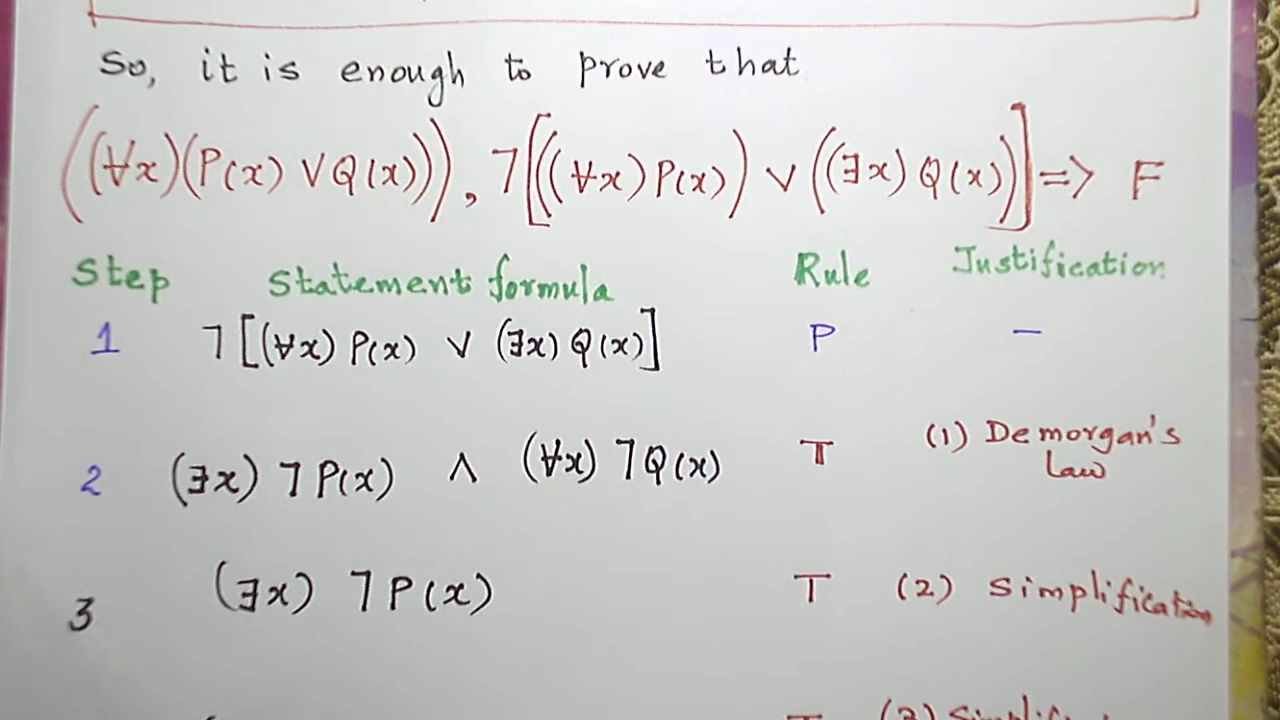 So, it is enough to prove that
((∀x)(P(x) ∨ Q(x))), ¬[((∀x) P(x)) ∨ ((∃x) Q(x))] => F
Step Statement formula Rule Justification
1 ¬[(∀x) P(x) ∨ (∃x) Q(x)] P –
2 (∃x) ¬P(x) ∧ (∀x) ¬Q(x) T (1) Demorgan's
Law
3 (∃x) ¬P(x) T (2) Simplification